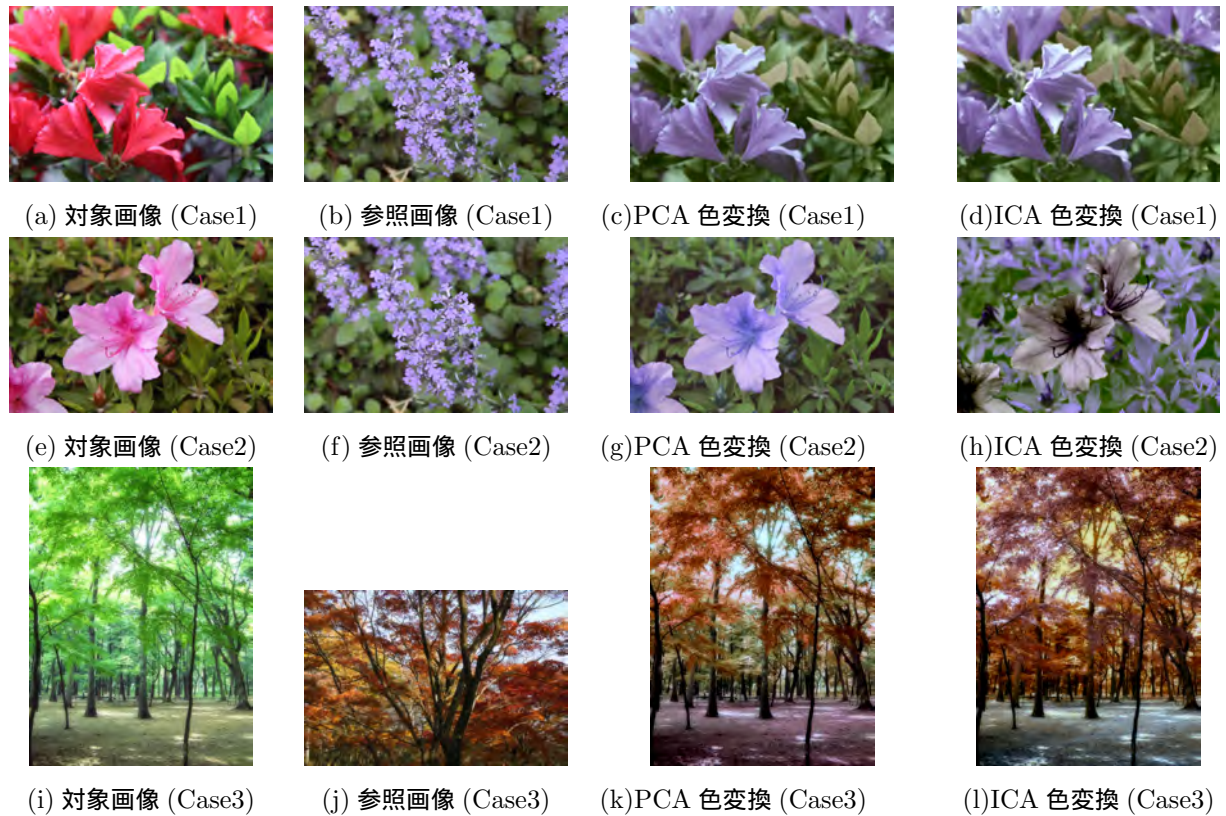 (a) 対象画像 (Case1)
(b) 参照画像 (Case1)
(c)PCA 色変換 (Case1)
(d)ICA 色変換 (Case1)
(e) 対象画像 (Case2)
(f) 参照画像 (Case2)
(g)PCA 色変換 (Case2)
(h)ICA 色変換 (Case2)
(i) 対象画像 (Case3)
(j) 参照画像 (Case3)
(k)PCA 色変換 (Case3)
(l)ICA 色変換 (Case3)